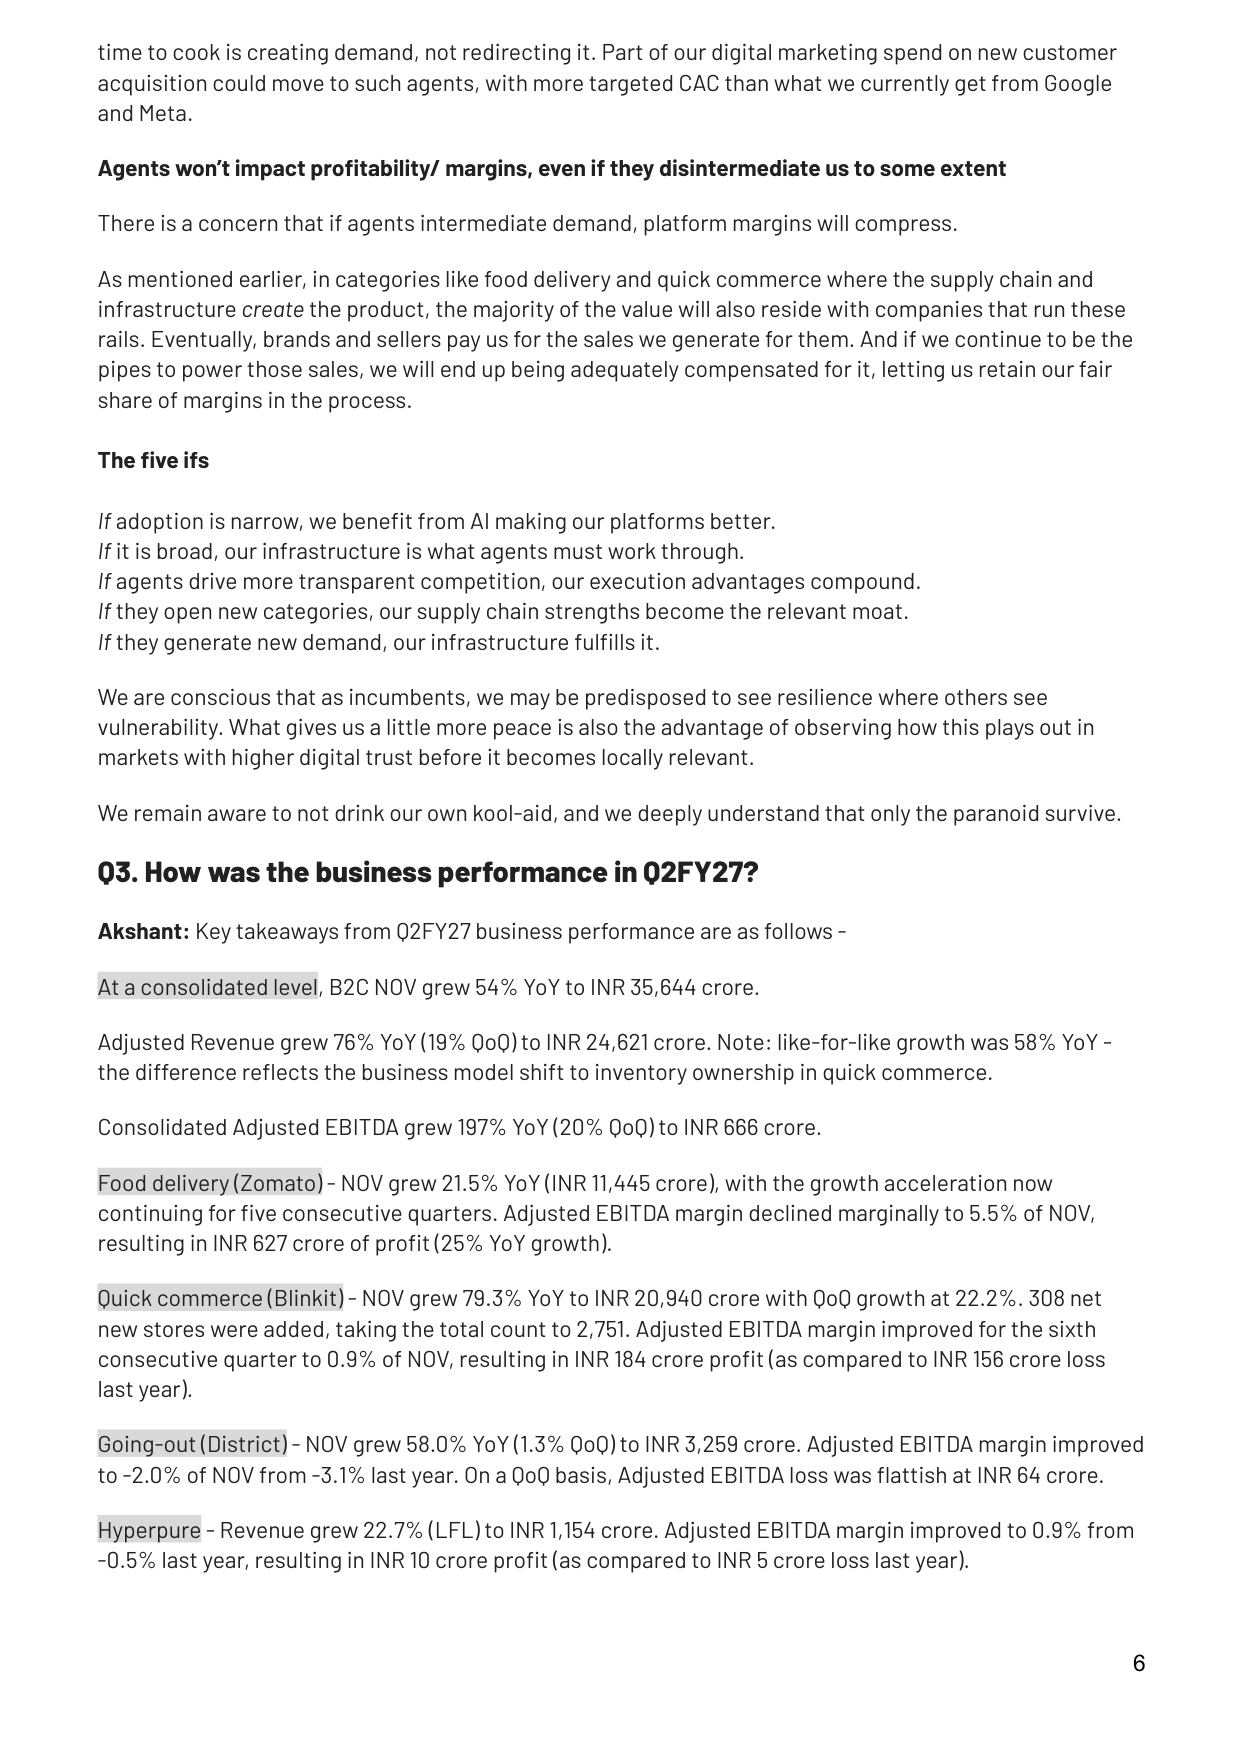 time to cook is creating demand, not redirecting it. Part of our digital marketing spend on new customer
acquisition could move to such agents, with more targeted CAC than what we currently get from Google
and Meta.
Agents won’t impact profitability/ margins, even if they disintermediate us to some extent
There is a concern that if agents intermediate demand, platform margins will compress.
As mentioned earlier, in categories like food delivery and quick commerce where the supply chain and
infrastructure create the product, the majority of the value will also reside with companies that run these
rails. Eventually, brands and sellers pay us for the sales we generate for them. And if we continue to be the
pipes to power those sales, we will end up being adequately compensated for it, letting us retain our fair
share of margins in the process.
The five ifs
If adoption is narrow, we benefit from AI making our platforms better.
If it is broad, our infrastructure is what agents must work through.
If agents drive more transparent competition, our execution advantages compound.
If they open new categories, our supply chain strengths become the relevant moat.
If they generate new demand, our infrastructure fulfills it.
We are conscious that as incumbents, we may be predisposed to see resilience where others see
vulnerability. What gives us a little more peace is also the advantage of observing how this plays out in
markets with higher digital trust before it becomes locally relevant.
We remain aware to not drink our own kool-aid, and we deeply understand that only the paranoid survive.
Q3. How was the business performance in Q2FY27?
Akshant: Key takeaways from Q2FY27 business performance are as follows -
At a consolidated level, B2C NOV grew 54% YoY to INR 35,644 crore.
Adjusted Revenue grew 76% YoY (19% QoQ) to INR 24,621 crore. Note: like-for-like growth was 58% YoY -
the difference reflects the business model shift to inventory ownership in quick commerce.
Consolidated Adjusted EBITDA grew 197% YoY (20% QoQ) to INR 666 crore.
Food delivery (Zomato) - NOV grew 21.5% YoY (INR 11,445 crore), with the growth acceleration now
continuing for five consecutive quarters. Adjusted EBITDA margin declined marginally to 5.5% of NOV,
resulting in INR 627 crore of profit (25% YoY growth).
Quick commerce (Blinkit) - NOV grew 79.3% YoY to INR 20,940 crore with QoQ growth at 22.2%. 308 net
new stores were added, taking the total count to 2,751. Adjusted EBITDA margin improved for the sixth
consecutive quarter to 0.9% of NOV, resulting in INR 184 crore profit (as compared to INR 156 crore loss
last year).
Going-out (District) - NOV grew 58.0% YoY (1.3% QoQ) to INR 3,259 crore. Adjusted EBITDA margin improved
to -2.0% of NOV from -3.1% last year. On a QoQ basis, Adjusted EBITDA loss was flattish at INR 64 crore.
Hyperpure - Revenue grew 22.7% (LFL) to INR 1,154 crore. Adjusted EBITDA margin improved to 0.9% from
-0.5% last year, resulting in INR 10 crore profit (as compared to INR 5 crore loss last year).
6